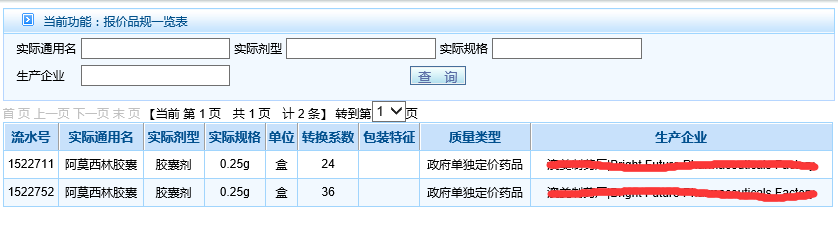 当前功能：报价品规一览表
实际通用名 实际剂型 实际规格
生产企业 查 询
首 页 上一页 下一页 末 页 【当前 第 1 页 共 1 页 计 2 条】 转到第 1 页
流水号 实际通用名 实际剂型 实际规格 单位 转换系数 包装特征 质量类型 生产企业
1522711 阿莫西林胶囊 胶囊剂 0.25g 盒 24 政府单独定价药品
1522752 阿莫西林胶囊 胶囊剂 0.25g 盒 36 政府单独定价药品